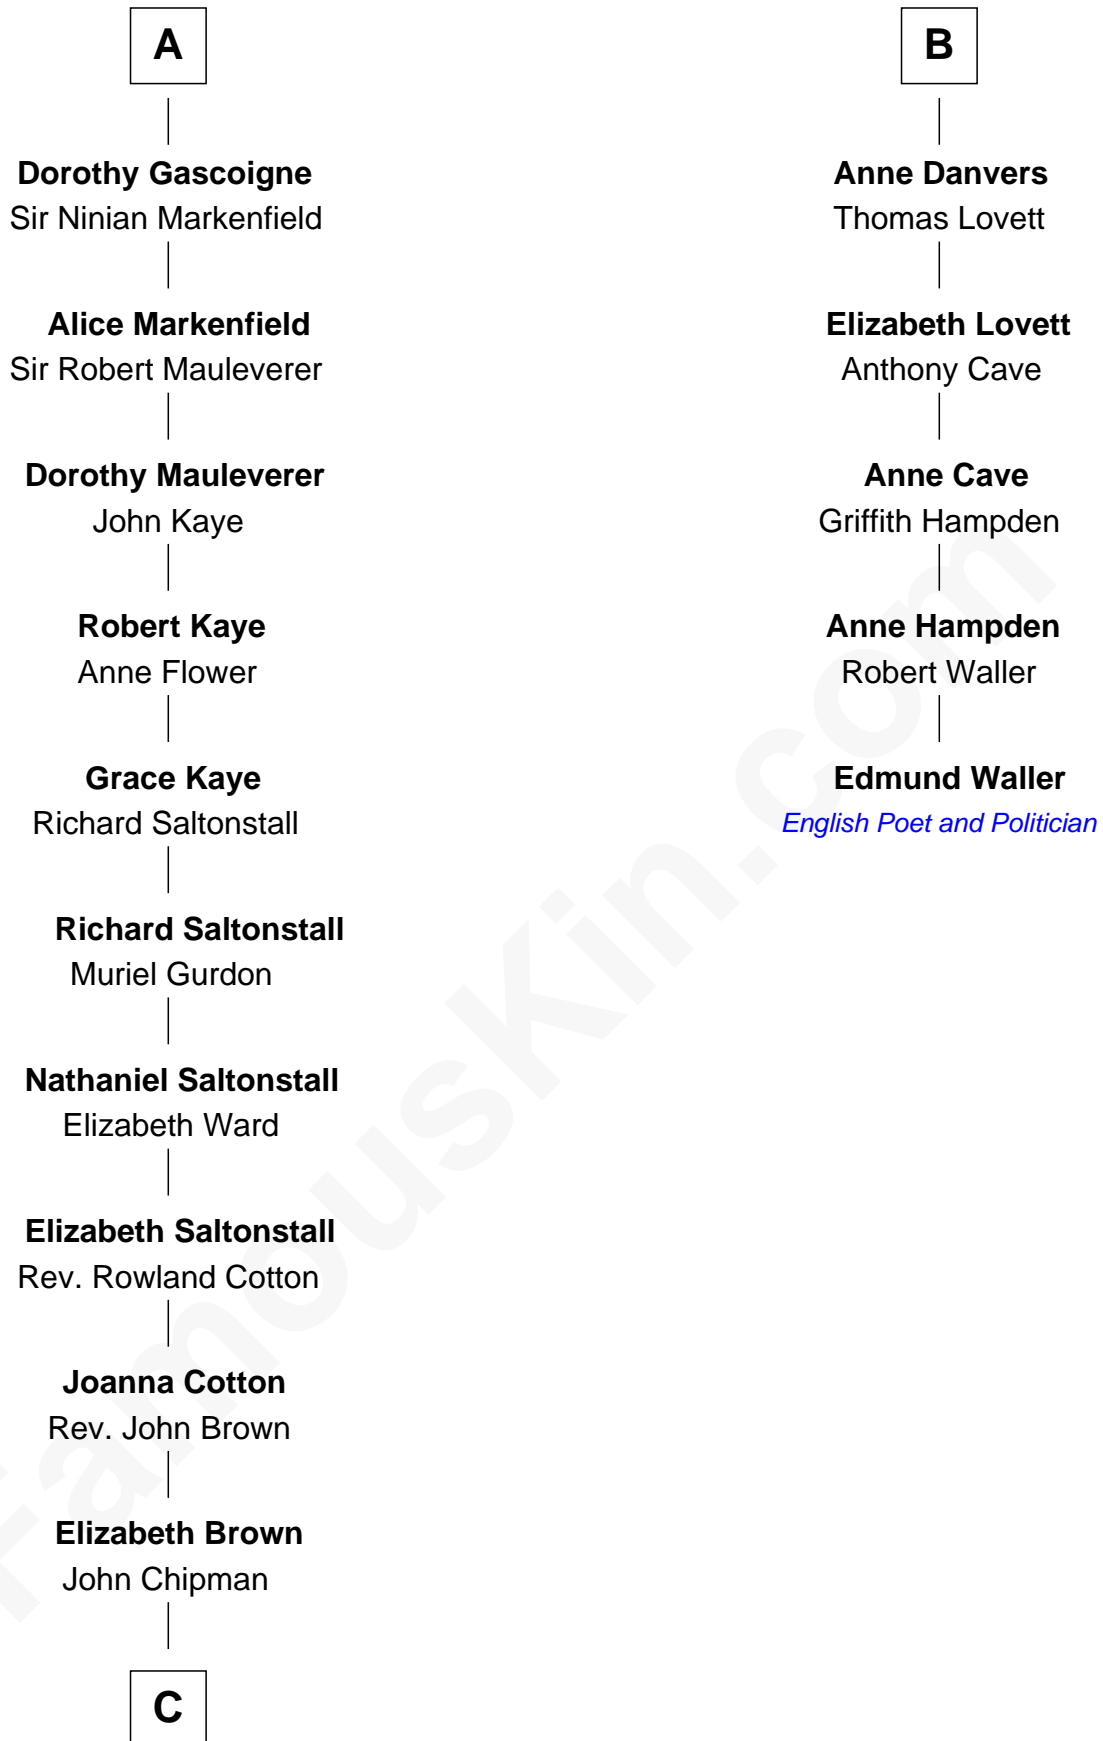 A
Dorothy Gascoigne
Sir Ninian Markenfield
Alice Markenfield
Sir Robert Mauleverer
Dorothy Mauleverer
John Kaye
Robert Kaye
Anne Flower
Grace Kaye
Richard Saltonstall
Richard Saltonstall
Muriel Gurdon
Nathaniel Saltonstall
Elizabeth Ward
Elizabeth Saltonstall
Rev. Rowland Cotton
Joanna Cotton
Rev. John Brown
Elizabeth Brown
John Chipman
C
B
Anne Danvers
Thomas Lovett
Elizabeth Lovett
Anthony Cave
Anne Cave
Griffith Hampden
Anne Hampden
Robert Waller
Edmund Waller
English Poet and Politician
FamousKin.com